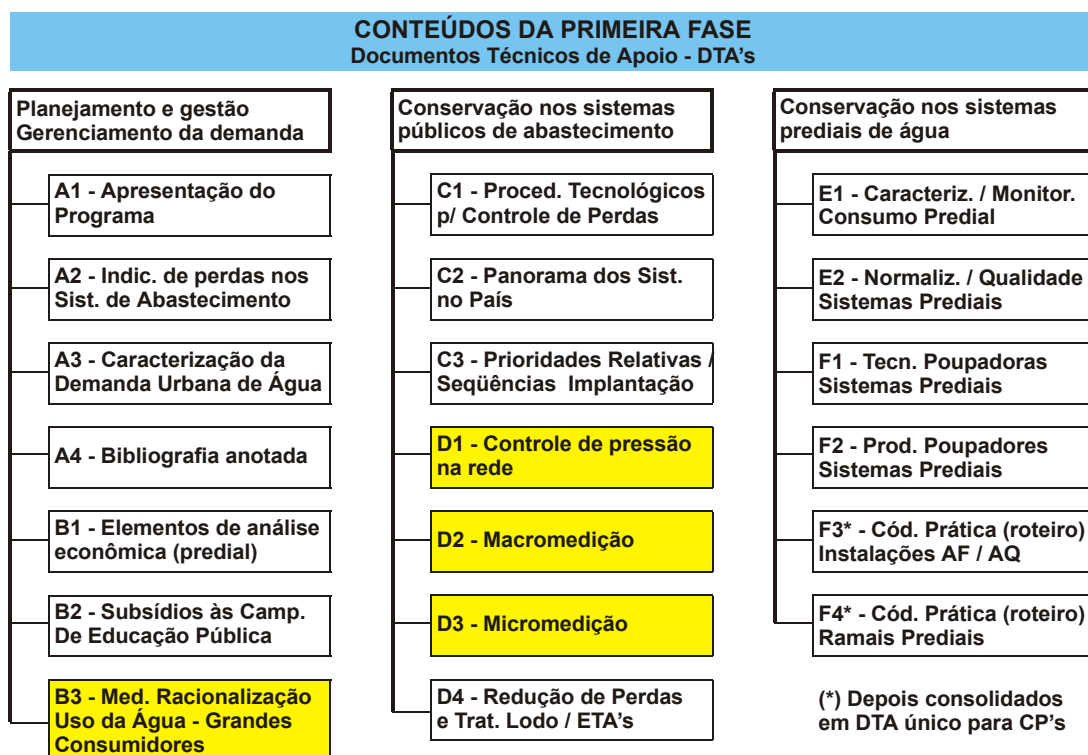 CONTEÚDOS DA PRIMEIRA FASE
Documentos Técnicos de Apoio - DTA's
Planejamento e gestão
Gerenciamento da demanda
A1 - Apresentação do
Programa
A2 - Indic. de perdas nos
Sist. de Abastecimento
A3 - Caracterização da
Demanda Urbana de Água
A4 - Bibliografia anotada
B1 - Elementos de análise
econômica (predial)
B2 - Subsídios às Camp.
De Educação Pública
B3 - Med. Racionalização
Uso da Água - Grandes
Consumidores
Conservação nos sistemas
públicos de abastecimento
C1 - Proced. Tecnológicos
p/ Controle de Perdas
C2 - Panorama dos Sist.
no País
C3 - Prioridades Relativas /
Seqüências Implantação
D1 - Controle de pressão
na rede
D2 - Macromedição
D3 - Micromedição
D4 - Redução de Perdas
e Trat. Lodo / ETA's
Conservação nos sistemas
prediais de água
E1 - Caracteriz. / Monitor.
Consumo Predial
E2 - Normaliz. / Qualidade
Sistemas Prediais
F1 - Tecn. Poupadoras
Sistemas Prediais
F2 - Prod. Poupadores
Sistemas Prediais
F3* - Cód. Prática (roteiro)
Instalações AF / AQ
F4* - Cód. Prática (roteiro)
Ramais Prediais
(*) Depois consolidados
em DTA único para CP's